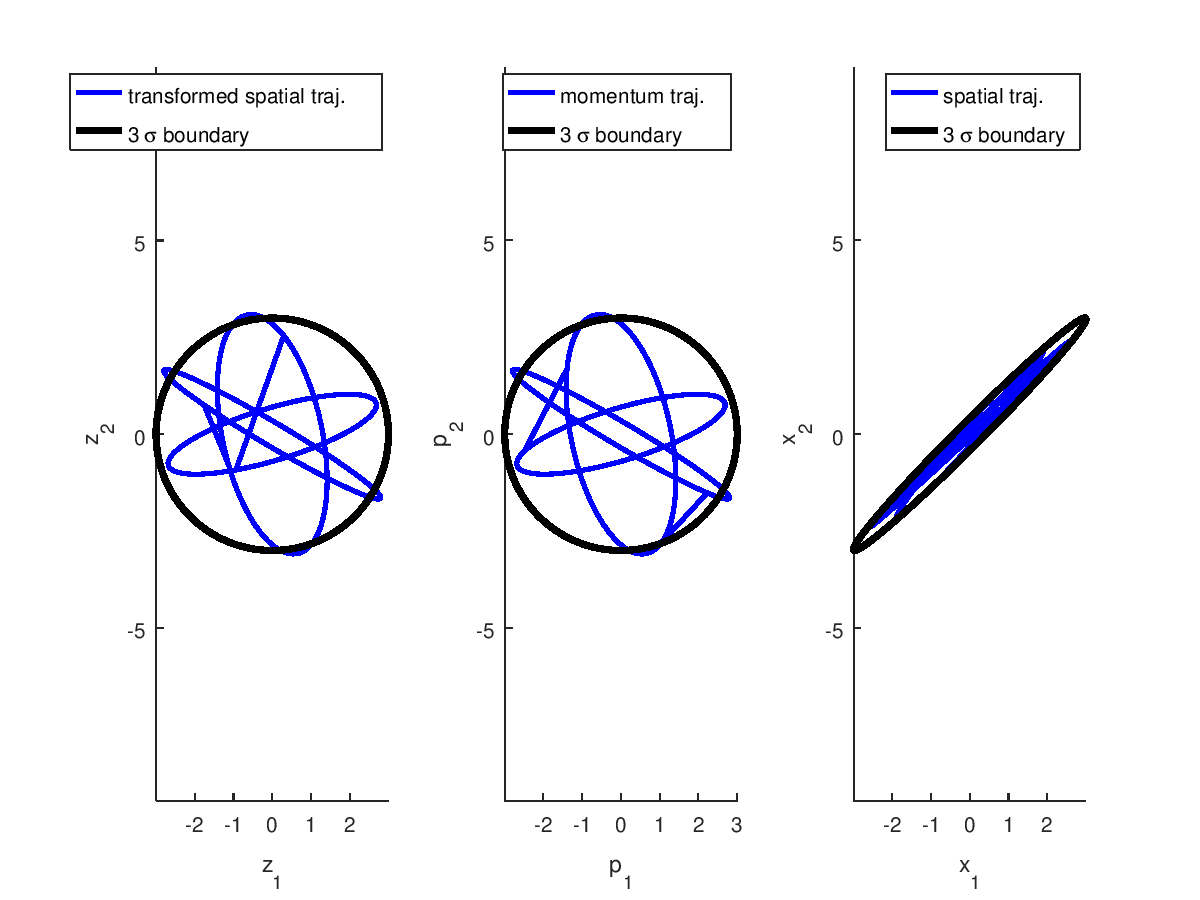 transformed spatial traj.
3 σ boundary
5
0
-5
z2
-2 -1 0 1 2
z1
momentum traj.
3 σ boundary
5
0
-5
p2
-2 -1 0 1 2 3
p1
spatial traj.
3 σ boundary
5
0
-5
x2
-2 -1 0 1 2
x1